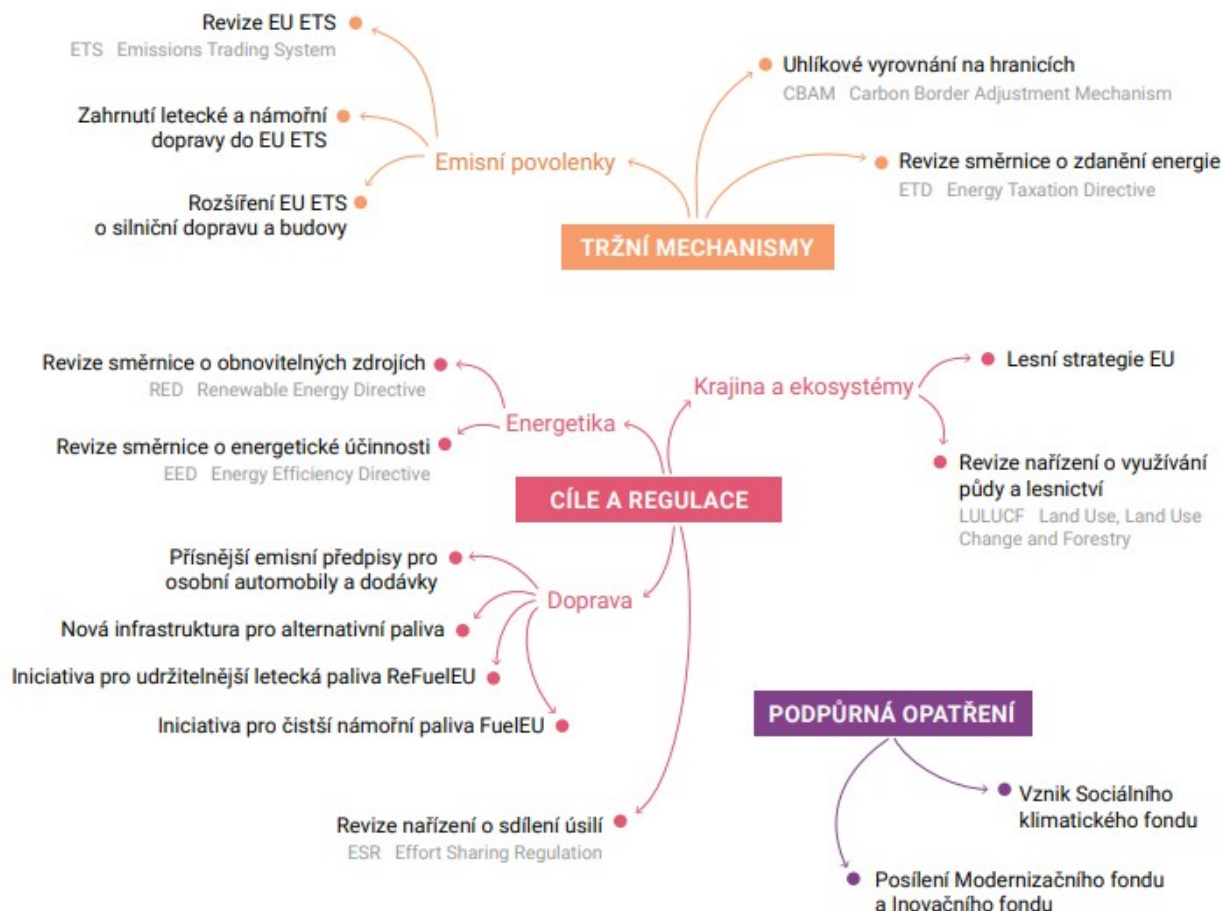 Revize EU ETS
ETS Emissions Trading System
Zahrnutí letecké a námořní
dopravy do EU ETS
Rozšíření EU ETS
o silniční dopravu a budovy
Emisní povolenky
Uhlíkové vyrovnání na hranicích
CBAM Carbon Border Adjustment Mechanism
Revize směrnice o zdanění energie
ETD Energy Taxation Directive
TRŽNÍ MECHANISMY
Revize směrnice o obnovitelných zdrojích
RED Renewable Energy Directive
Revize směrnice o energetické účinnosti
EED Energy Efficiency Directive
Energetika
Krajina a ekosystémy
Lesní strategie EU
Revize nařízení o využívání
půdy a lesnictví
LULUCF Land Use, Land Use
Change and Forestry
CÍLE A REGULACE
Přísnější emisní předpisy pro
osobní automobily a dodávky
Doprava
Nová infrastruktura pro alternativní paliva
Iniciativa pro udržitelnější letecká paliva ReFuelEU
Iniciativa pro čistší námořní paliva FuelEU
Revize nařízení o sdílení úsilí
ESR Effort Sharing Regulation
PODPŮRNÁ OPATŘENÍ
Vznik Sociálního
klimatického fondu
Posílení Modernizačního fondu
a Inovačního fondu